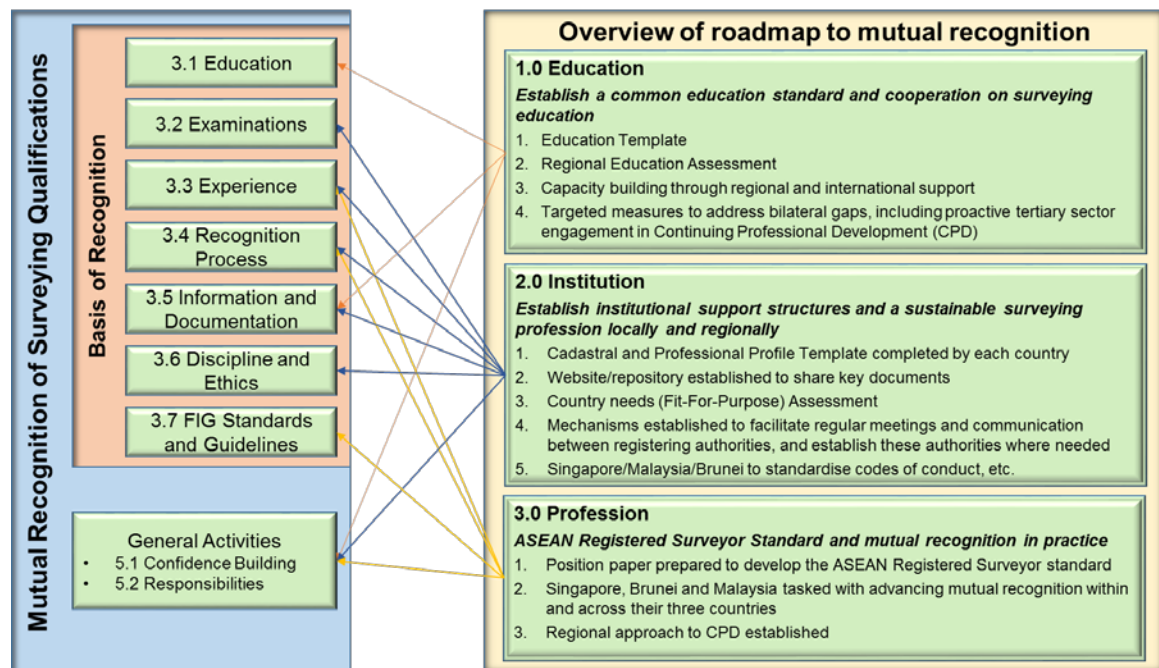 Mutual Recognition of Surveying Qualifications
Basis of Recognition
3.1 Education
3.2 Examinations
3.3 Experience
3.4 Recognition
Process
3.5 Information and
Documentation
3.6 Discipline and
Ethics
3.7 FIG Standards
and Guidelines
General Activities
• 5.1 Confidence Building
• 5.2 Responsibilities
Overview of roadmap to mutual recognition
1.0 Education
Establish a common education standard and cooperation on surveying
education
1. Education Template
2. Regional Education Assessment
3. Capacity building through regional and international support
4. Targeted measures to address bilateral gaps, including proactive tertiary sector
engagement in Continuing Professional Development (CPD)
2.0 Institution
Establish institutional support structures and a sustainable surveying
profession locally and regionally
1. Cadastral and Professional Profile Template completed by each country
2. Website/repository established to share key documents
3. Country needs (Fit-For-Purpose) Assessment
4. Mechanisms established to facilitate regular meetings and communication
between registering authorities, and establish these authorities where needed
5. Singapore/Malaysia/Brunei to standardise codes of conduct, etc.
3.0 Profession
ASEAN Registered Surveyor Standard and mutual recognition in practice
1. Position paper prepared to develop the ASEAN Registered Surveyor standard
2. Singapore, Brunei and Malaysia tasked with advancing mutual recognition within
and across their three countries
3. Regional approach to CPD established